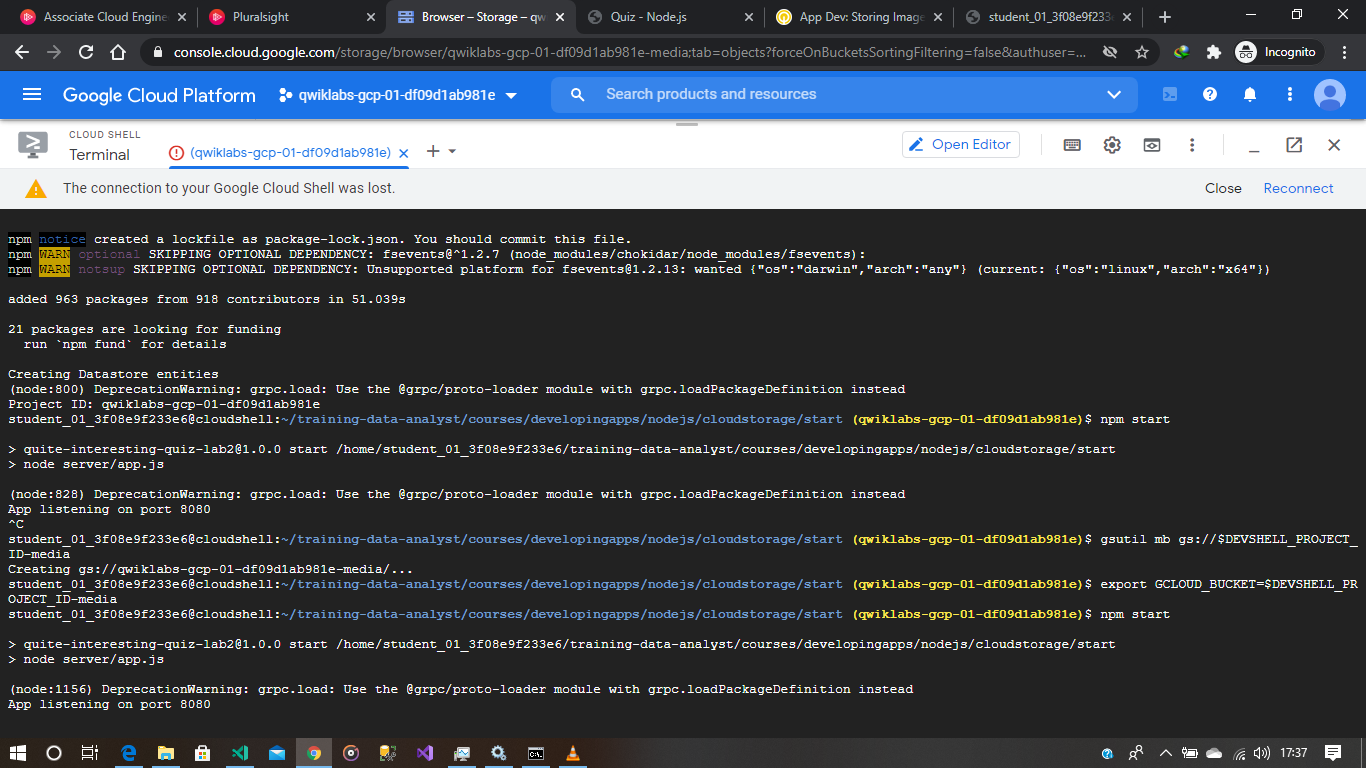 Associate Cloud Engine
Pluralsight
Browser – Storage – qw
Quiz - Node.js
App Dev: Storing Image
student_01_3f08e9f233e
console.cloud.google.com/storage/browser/qwiklabs-gcp-01-df09d1ab981e-media;tab=objects?forceOnBucketsSortingFiltering=false&authuser=...
Incognito
Google Cloud Platform
qwiklabs-gcp-01-df09d1ab981e
Search products and resources
CLOUD SHELL
Terminal
(qwiklabs-gcp-01-df09d1ab981e)
Open Editor
The connection to your Google Cloud Shell was lost.
Close
Reconnect
npm notice created a lockfile as package-lock.json. You should commit this file.
npm WARN optional SKIPPING OPTIONAL DEPENDENCY: fsevents@^1.2.7 (node_modules/chokidar/node_modules/fsevents):
npm WARN notsup SKIPPING OPTIONAL DEPENDENCY: Unsupported platform for fsevents@1.2.13: wanted {"os":"darwin","arch":"any"} (current: {"os":"linux","arch":"x64"})
added 963 packages from 918 contributors in 51.039s
21 packages are looking for funding
run `npm fund` for details
Creating Datastore entities
(node:800) DeprecationWarning: grpc.load: Use the @grpc/proto-loader module with grpc.loadPackageDefinition instead
Project ID: qwiklabs-gcp-01-df09d1ab981e
student_01_3f08e9f233e6@cloudshell:~/training-data-analyst/courses/developingapps/nodejs/cloudstorage/start (qwiklabs-gcp-01-df09d1ab981e)$ npm start
> quite-interesting-quiz-lab2@1.0.0 start /home/student_01_3f08e9f233e6/training-data-analyst/courses/developingapps/nodejs/cloudstorage/start
> node server/app.js
(node:828) DeprecationWarning: grpc.load: Use the @grpc/proto-loader module with grpc.loadPackageDefinition instead
App listening on port 8080
^C
student_01_3f08e9f233e6@cloudshell:~/training-data-analyst/courses/developingapps/nodejs/cloudstorage/start (qwiklabs-gcp-01-df09d1ab981e)$ gsutil mb gs://$DEVSHELL_PROJECT_
ID-media
Creating gs://qwiklabs-gcp-01-df09d1ab981e-media/...
student_01_3f08e9f233e6@cloudshell:~/training-data-analyst/courses/developingapps/nodejs/cloudstorage/start (qwiklabs-gcp-01-df09d1ab981e)$ export GCLOUD_BUCKET=$DEVSHELL_PR
OJECT_ID-media
student_01_3f08e9f233e6@cloudshell:~/training-data-analyst/courses/developingapps/nodejs/cloudstorage/start (qwiklabs-gcp-01-df09d1ab981e)$ npm start
> quite-interesting-quiz-lab2@1.0.0 start /home/student_01_3f08e9f233e6/training-data-analyst/courses/developingapps/nodejs/cloudstorage/start
> node server/app.js
(node:1156) DeprecationWarning: grpc.load: Use the @grpc/proto-loader module with grpc.loadPackageDefinition instead
App listening on port 8080
17:37